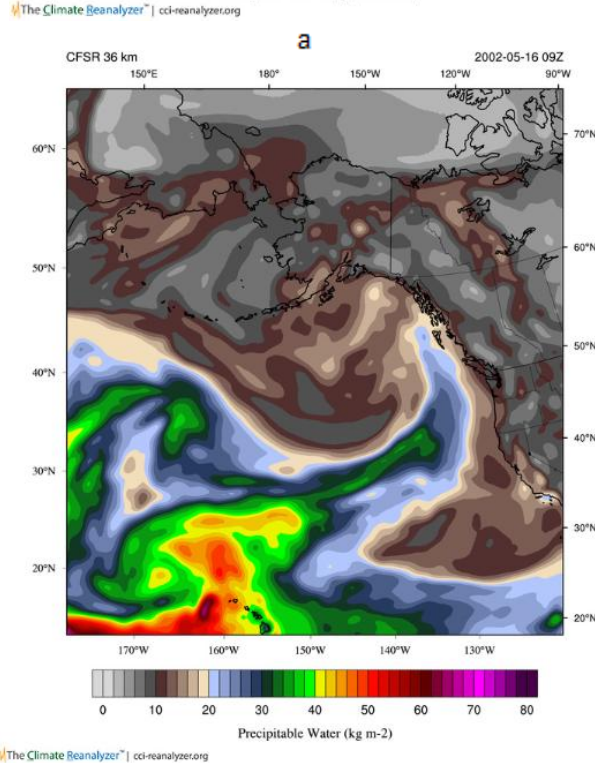 The Climate Reanalyzer™ | cci-reanalyzer.org
a
CFSR 36 km 2002-05-16 09Z
150°E 180° 150°W 120°W 90°W
60°N 70°N
50°N 60°N
40°N 50°N
30°N 40°N
20°N 30°N
20°N
170°W 160°W 150°W 140°W 130°W
0 10 20 30 40 50 60 70 80
Precipitable Water (kg m-2)
The Climate Reanalyzer™ | cci-reanalyzer.org